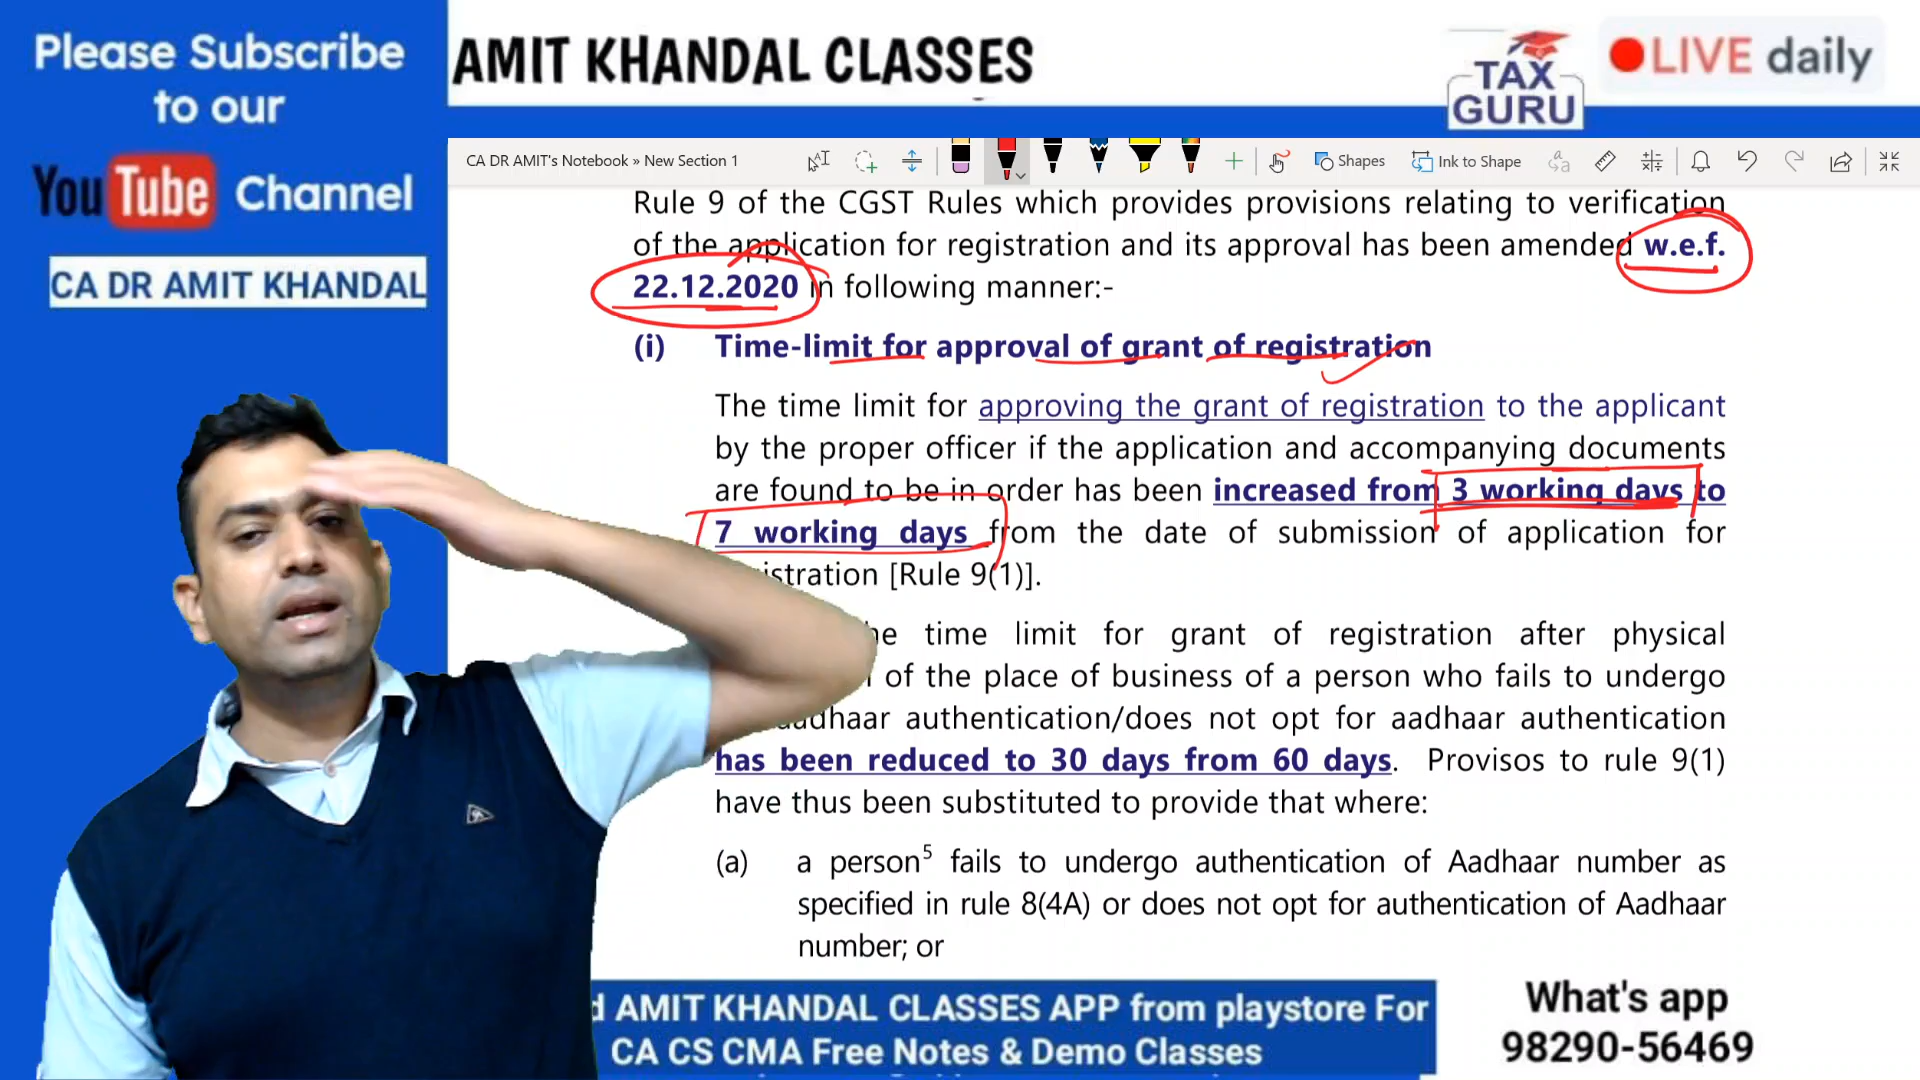 Please Subscribe
to our
YouTube Channel
CA DR AMIT KHANDAL
AMIT KHANDAL CLASSES
TAX
GURU
LIVE daily
CA DR AMIT's Notebook » New Section 1
Shapes
Ink to Shape
Rule 9 of the CGST Rules which provides provisions relating to verification
of the application for registration and its approval has been amended w.e.f.
22.12.2020 in following manner:-
(i) Time-limit for approval of grant of registration
The time limit for approving the grant of registration to the applicant
by the proper officer if the application and accompanying documents
are found to be in order has been increased from 3 working days to
7 working days from the date of submission of application for
istration [Rule 9(1)].
he time limit for grant of registration after physical
of the place of business of a person who fails to undergo
aadhaar authentication/does not opt for aadhaar authentication
has been reduced to 30 days from 60 days. Provisos to rule 9(1)
have thus been substituted to provide that where:
(a) a person5 fails to undergo authentication of Aadhaar number as
specified in rule 8(4A) or does not opt for authentication of Aadhaar
number; or
d AMIT KHANDAL CLASSES APP from playstore For
CA CS CMA Free Notes & Demo Classes
What's app
98290-56469